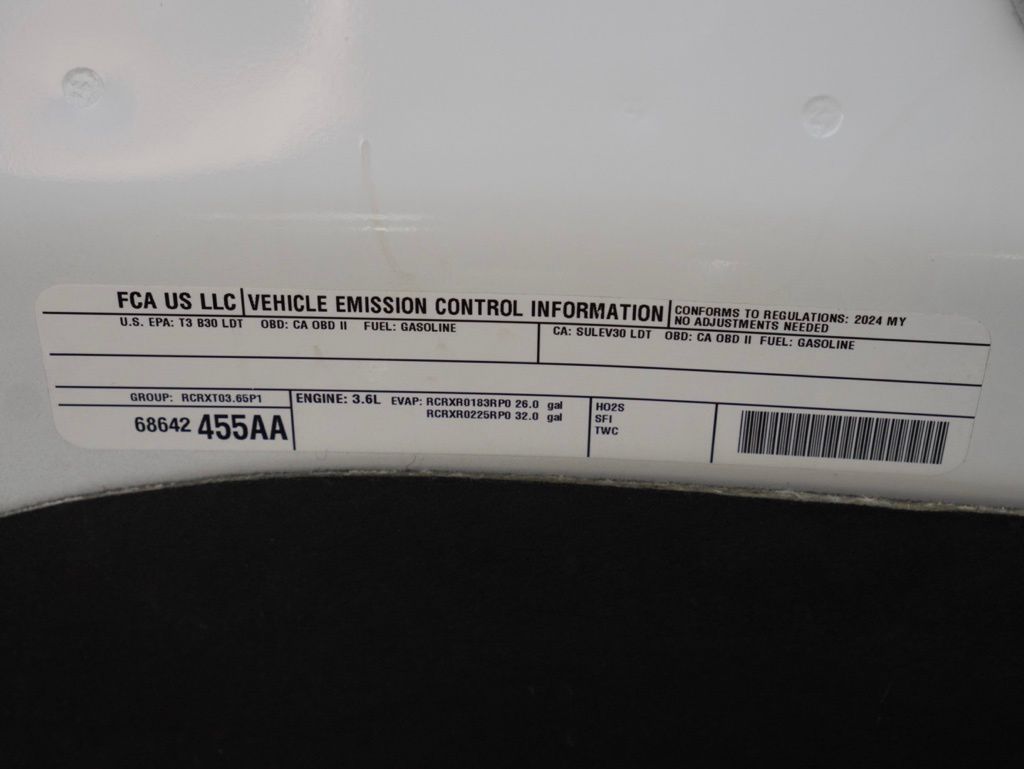 FCA US LLC VEHICLE EMISSION CONTROL INFORMATION CONFORMS TO REGULATIONS: 2024 MY
NO ADJUSTMENTS NEEDED
U.S. EPA: T3 B30 LDT OBD: CA OBD II FUEL: GASOLINE
CA: SULEV30 LDT OBD: CA OBD II FUEL: GASOLINE
GROUP: RCRXT03.65P1
68642 455AA
ENGINE: 3.6L EVAP: RCRXR0183RP0 26.0 gal
RCRXR0225RP0 32.0 gal
HO2S
SFI
TWC